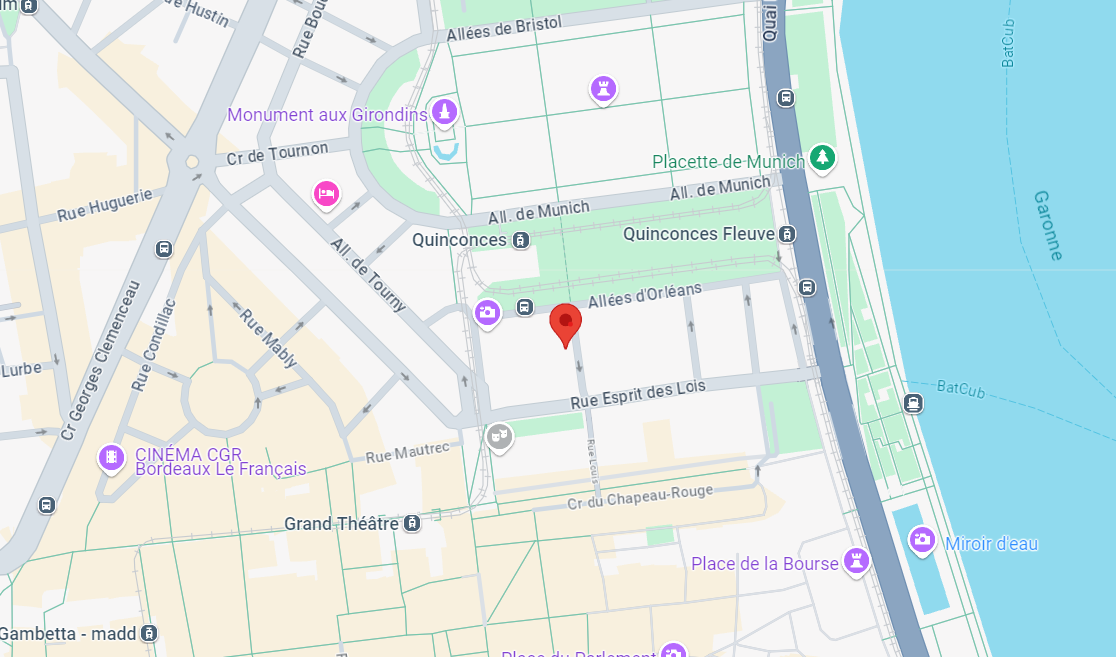 Rue Hustin
Rue Bouq
Allées de Bristol
Quai
BatCub
Monument aux Girondins
Cr de Tournon
Placette de Munich
All. de Munich
All. de Munich
Rue Huguerie
Quinconces
Quinconces Fleuve
Garonne
All. de Tourny
Allées d'Orléans
Cr Georges Clemenceau
Rue Condillac
Rue Mably
Lurbe
BatCub
Rue Esprit des Lois
Rue Louis
Rue Mautrec
CINÉMA CGR
Bordeaux Le Français
Cr du Chapeau-Rouge
Grand Théâtre
Miroir d'eau
Place de la Bourse
Gambetta - madd
Place du Parlement